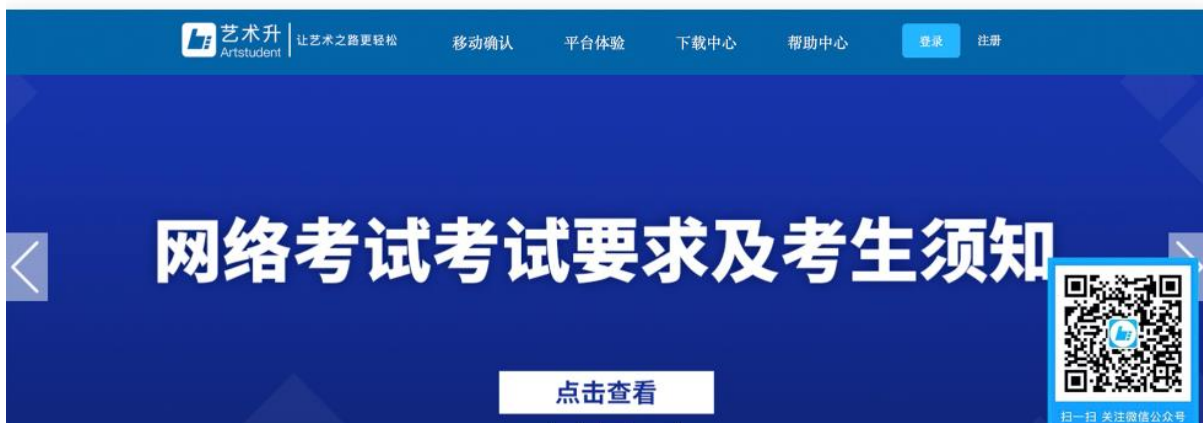 艺术升
Artstudent
让艺术之路更轻松
移动确认
平台体验
下载中心
帮助中心
登录
注册
网络考试考试要求及考生须知
点击查看
扫一扫 关注微信公众号